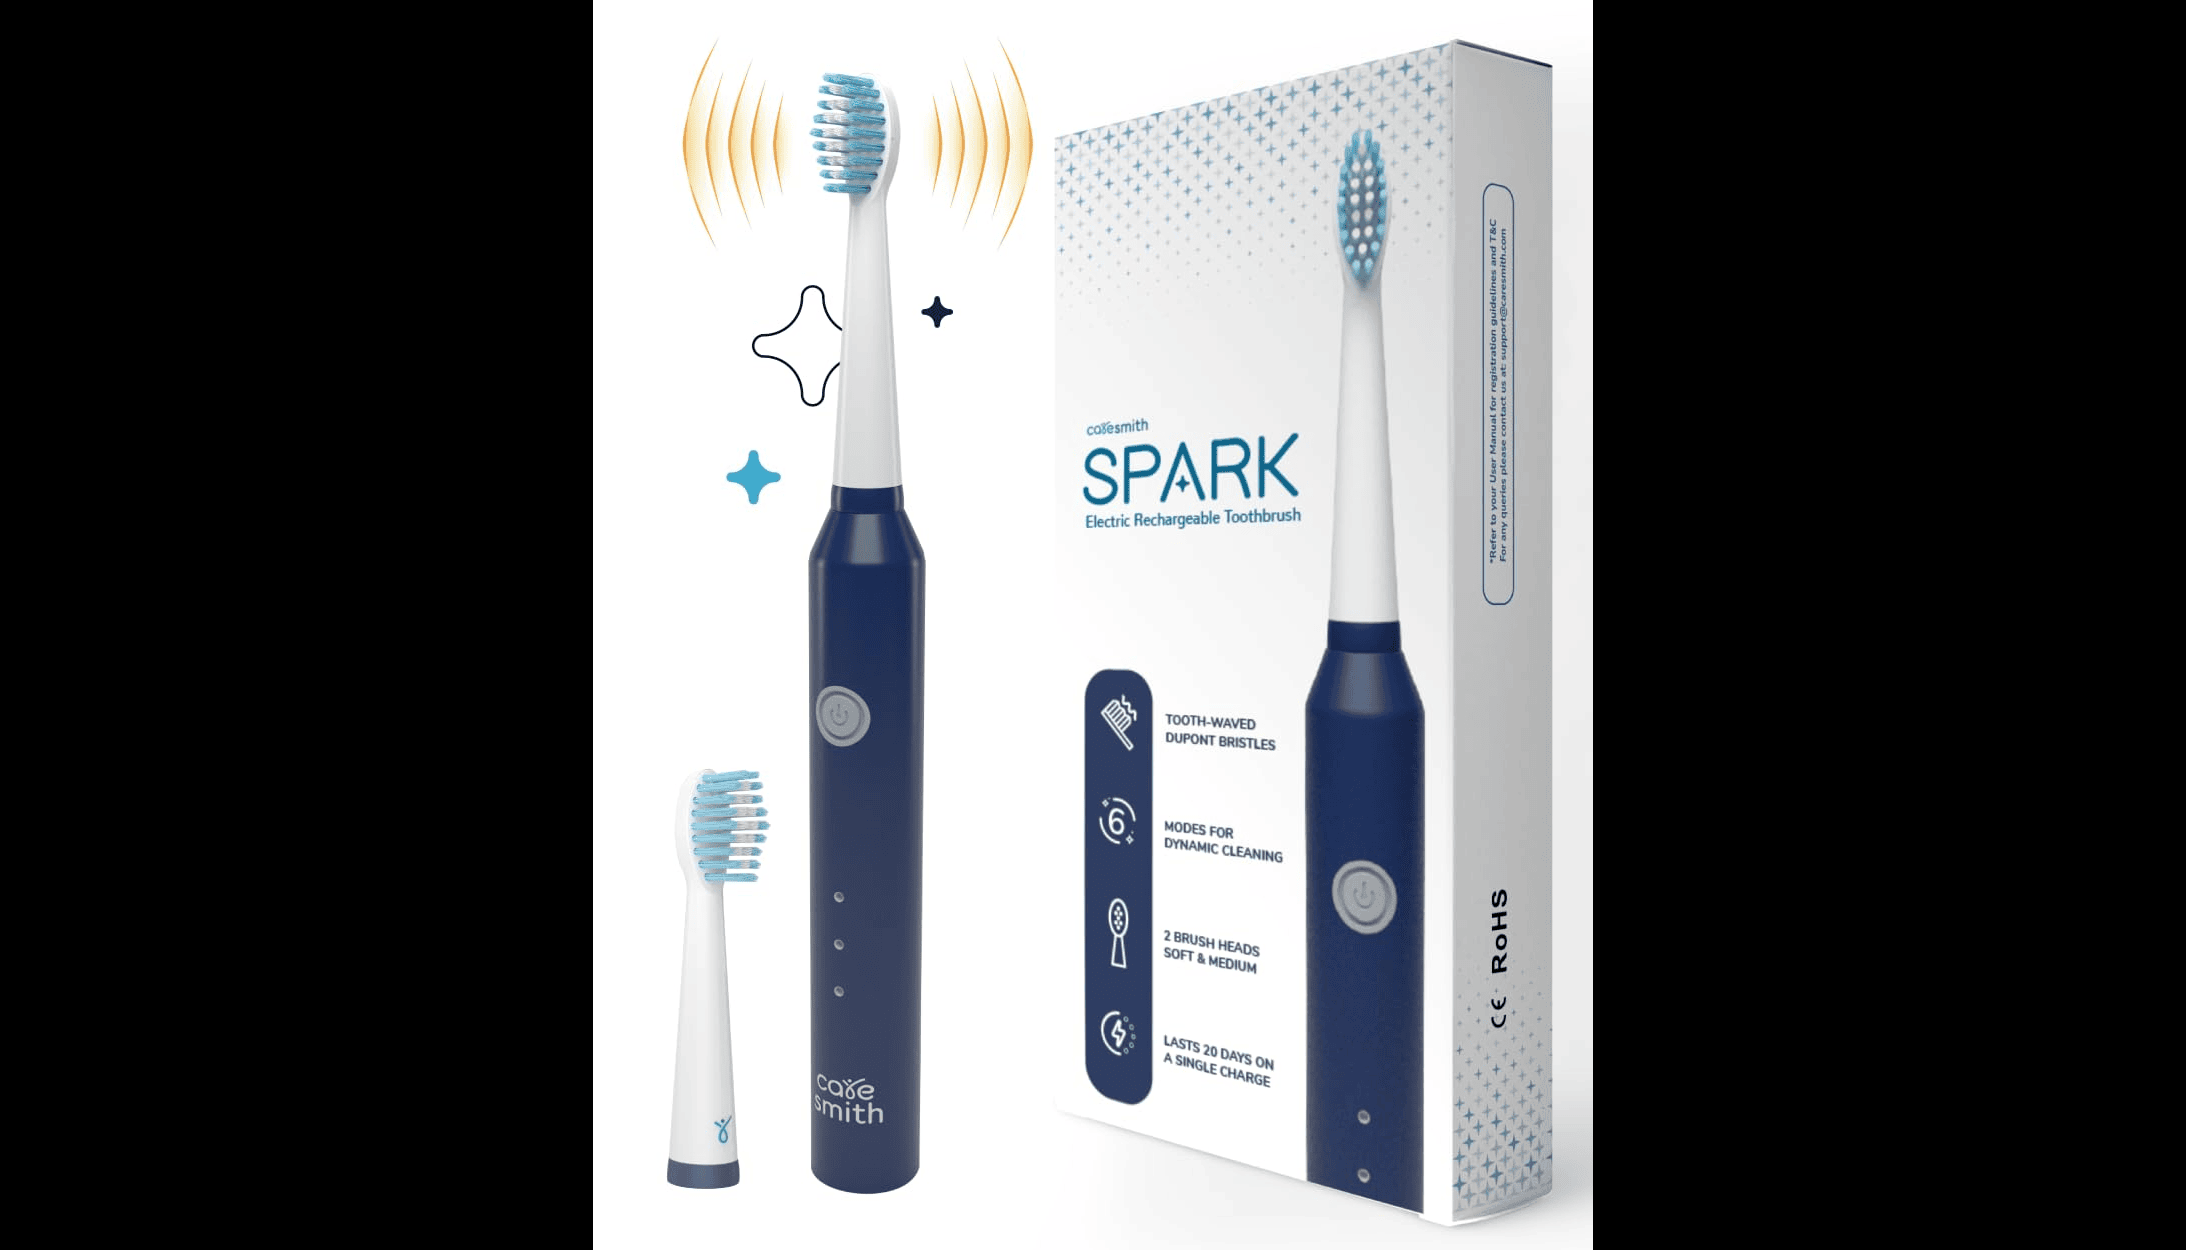 care
smith
caresmith
SPARK
Electric Rechargeable Toothbrush
TOOTH-WAVED
DUPONT BRISTLES
6
MODES FOR
DYNAMIC CLEANING
2 BRUSH HEADS
SOFT & MEDIUM
LASTS 20 DAYS ON
A SINGLE CHARGE
*Refer to your User Manual for registration guidelines and T&C
For any queries please contact us at: support@caresmith.com
CE RoHS